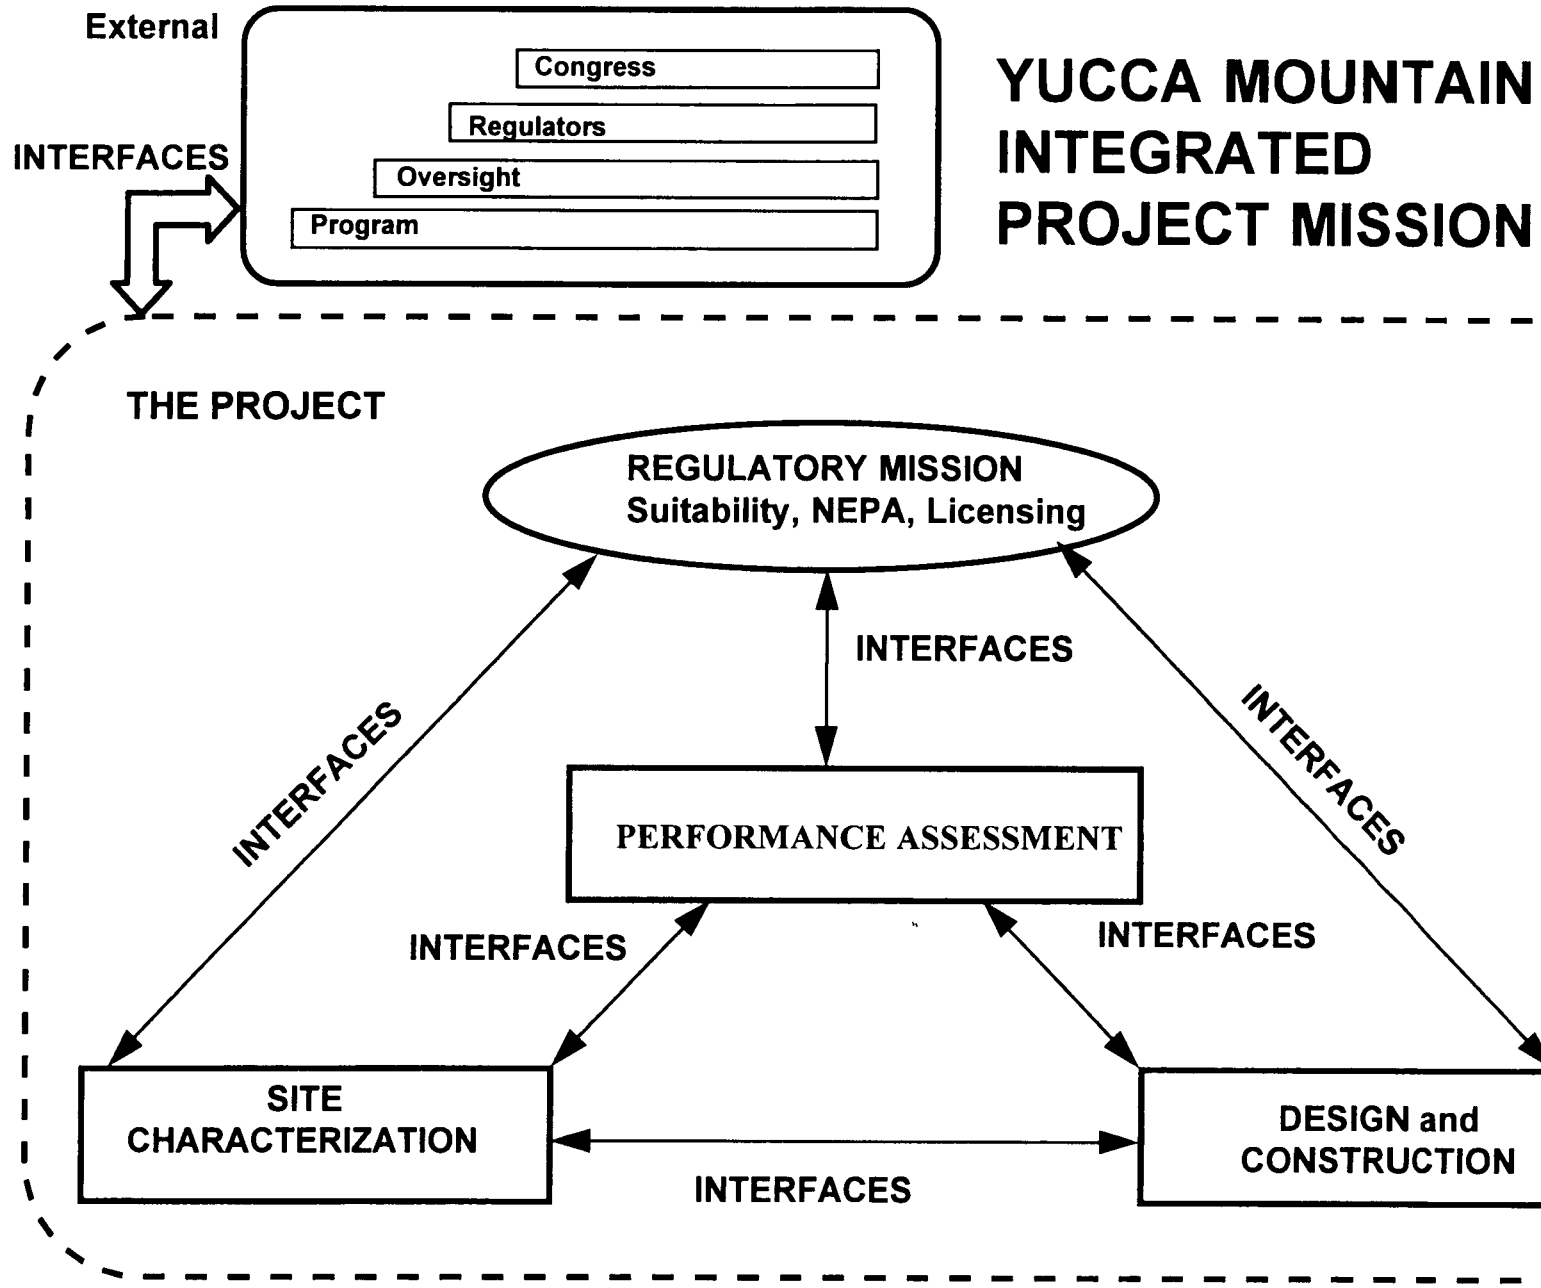 External
Congress
Regulators
Oversight
Program
INTERFACES
YUCCA MOUNTAIN
INTEGRATED
PROJECT MISSION
THE PROJECT
REGULATORY MISSION
Suitability, NEPA, Licensing
INTERFACES
INTERFACES
INTERFACES
PERFORMANCE ASSESSMENT
INTERFACES
INTERFACES
SITE
CHARACTERIZATION
DESIGN and
CONSTRUCTION
INTERFACES